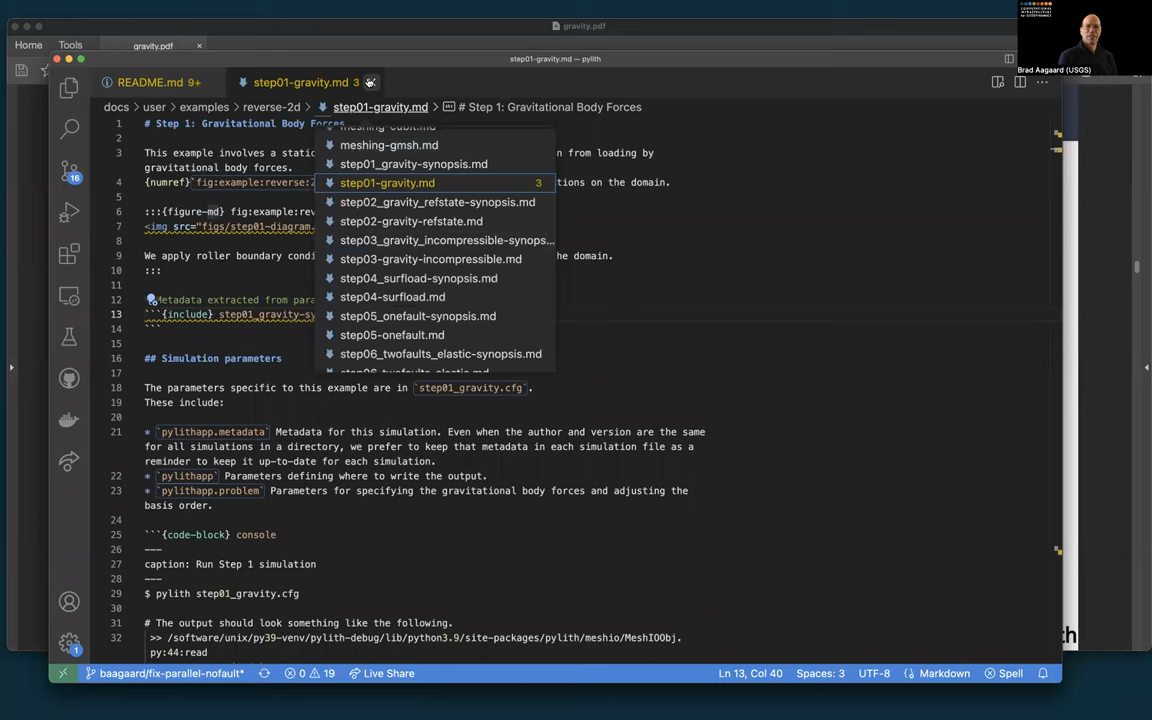 gravity.pdf
Home Tools gravity.pdf ×
COMPUTATIONAL
INFRASTRUCTURE
for GEODYNAMICS
Brad Aagaard (USGS)
step01-gravity.md — pylith
README.md 9+ step01-gravity.md 3
docs > user > examples > reverse-2d > step01-gravity.md > # Step 1: Gravitational Body Forces
1 # Step 1: Gravitational Body Forces
2
3 This example involves a stati on from loading by
gravitational body forces.
4 {numref}`fig:example:reverse:2 tions on the domain.
5
6 :::{figure-md} fig:example:rev
7 <img src="figs/step01-diagram.
8
9 We apply roller boundary condi he domain.
10 :::
11
12 Metadata extracted from para
13 ```{include} step01_gravity-sy
14 ```
15
16 ## Simulation parameters
17
18 The parameters specific to this example are in `step01_gravity.cfg`.
19 These include:
20
21 * `pylithapp.metadata` Metadata for this simulation. Even when the author and version are the same
for all simulations in a directory, we prefer to keep that metadata in each simulation file as a
reminder to keep it up-to-date for each simulation.
22 * `pylithapp` Parameters defining where to write the output.
23 * `pylithapp.problem` Parameters for specifying the gravitational body forces and adjusting the
basis order.
24
25 ```{code-block} console
26 ---
27 caption: Run Step 1 simulation
28 ---
29 $ pylith step01_gravity.cfg
30
31 # The output should look something like the following.
32 >> /software/unix/py39-venv/pylith-debug/lib/python3.9/site-packages/pylith/meshio/MeshIOObj.
py:44:read
meshing-cubit.md
meshing-gmsh.md
step01_gravity-synopsis.md
step01-gravity.md 3
step02_gravity_refstate-synopsis.md
step02-gravity-refstate.md
step03_gravity_incompressible-synops...
step03-gravity-incompressible.md
step04_surfload-synopsis.md
step04-surfload.md
step05_onefault-synopsis.md
step05-onefault.md
step06_twofaults_elastic-synopsis.md
16
1
th
baagaard/fix-parallel-nofault* 0 19 Live Share Ln 13, Col 40 Spaces: 3 UTF-8 Markdown Spell